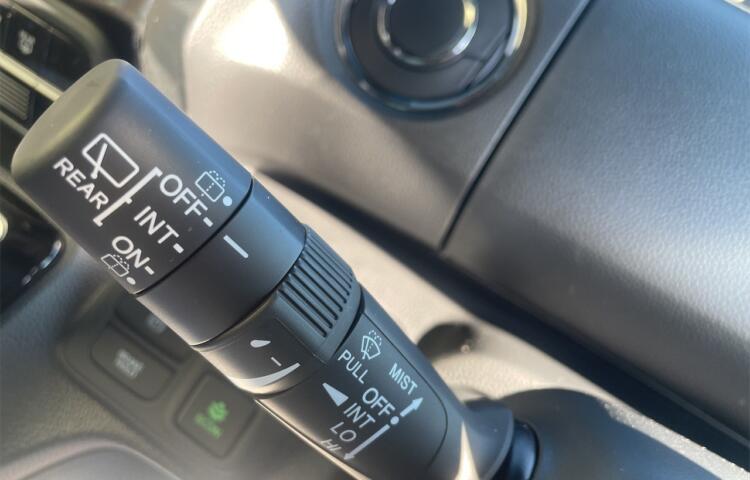 REAR
OFF
INT
ON
PULL
MIST
OFF
INT
LO
HI